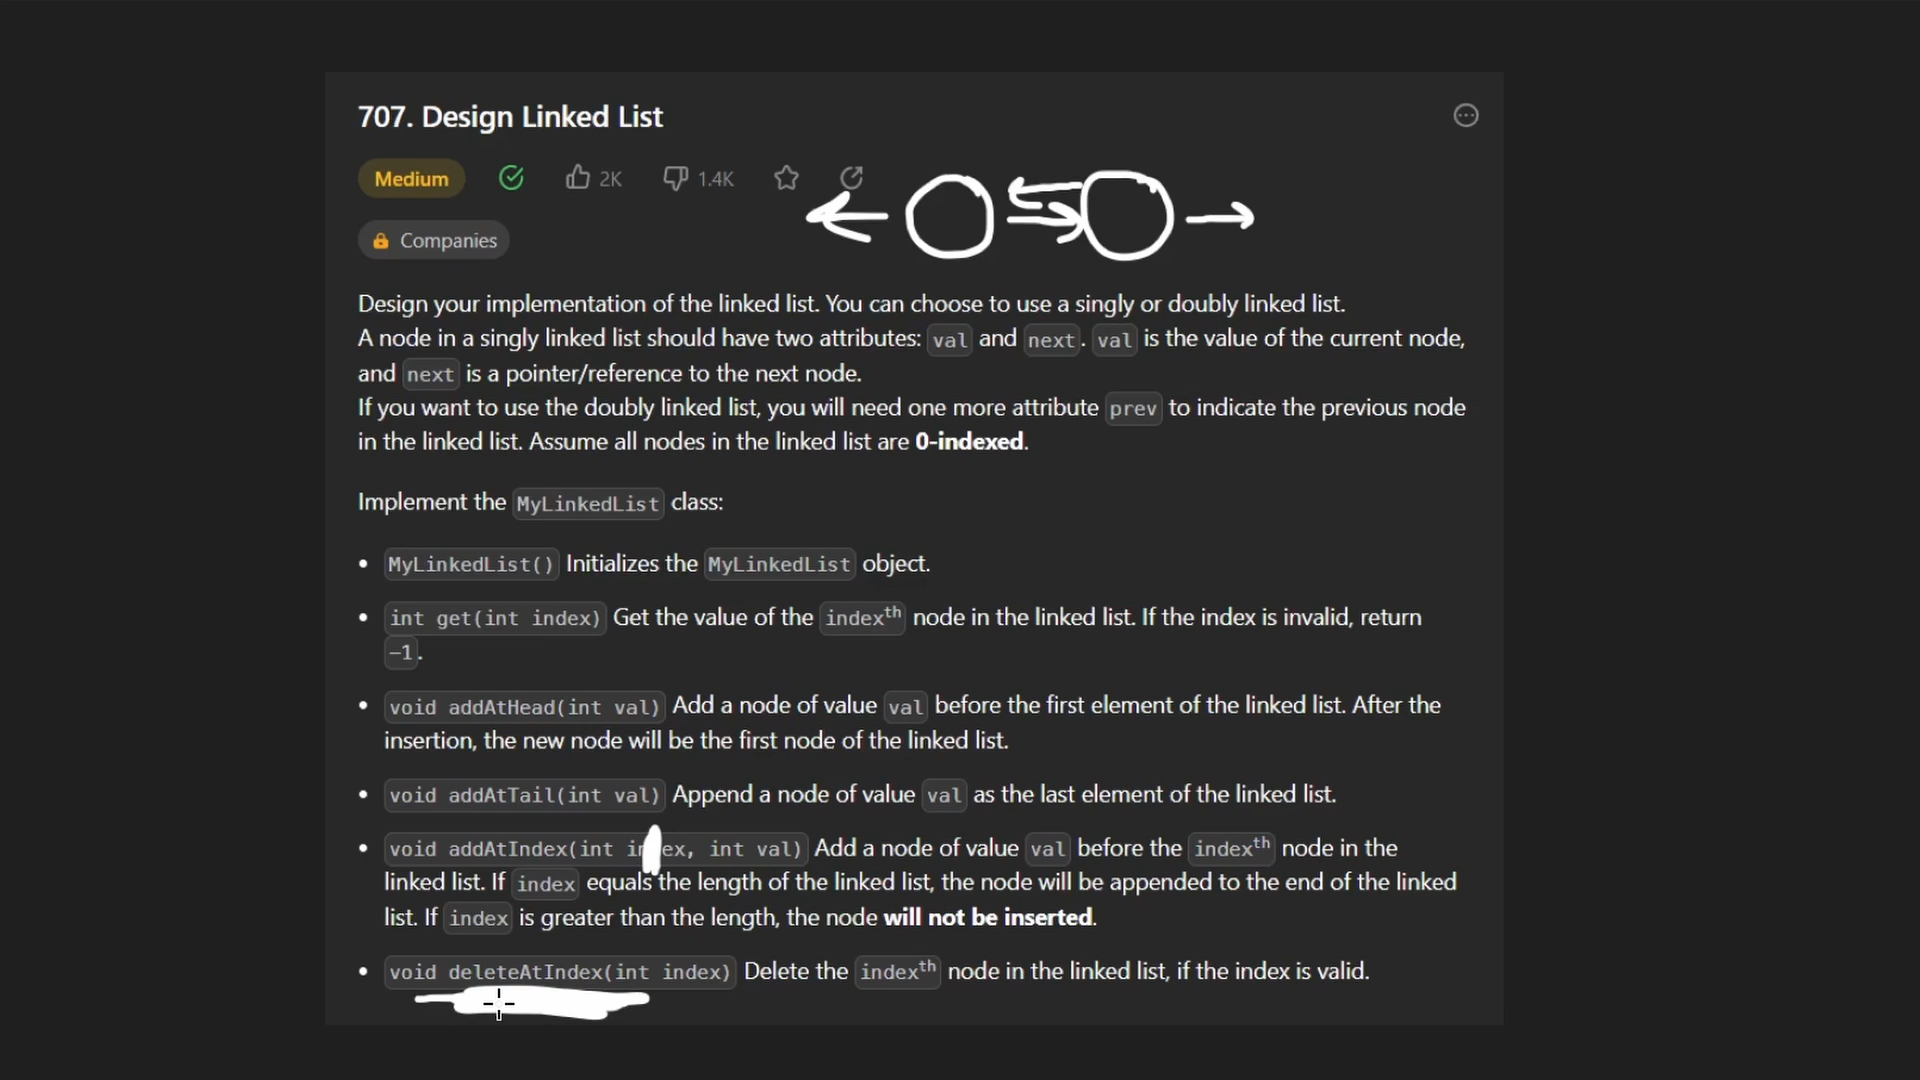 707. Design Linked List
Medium 2K 1.4K
Companies
Design your implementation of the linked list. You can choose to use a singly or doubly linked list.
A node in a singly linked list should have two attributes: val and next. val is the value of the current node,
and next is a pointer/reference to the next node.
If you want to use the doubly linked list, you will need one more attribute prev to indicate the previous node
in the linked list. Assume all nodes in the linked list are 0-indexed.
Implement the MyLinkedList class:
• MyLinkedList() Initializes the MyLinkedList object.
• int get(int index) Get the value of the indexth node in the linked list. If the index is invalid, return
-1.
• void addAtHead(int val) Add a node of value val before the first element of the linked list. After the
insertion, the new node will be the first node of the linked list.
• void addAtTail(int val) Append a node of value val as the last element of the linked list.
• void addAtIndex(int index, int val) Add a node of value val before the indexth node in the
linked list. If index equals the length of the linked list, the node will be appended to the end of the linked
list. If index is greater than the length, the node will not be inserted.
• void deleteAtIndex(int index) Delete the indexth node in the linked list, if the index is valid.